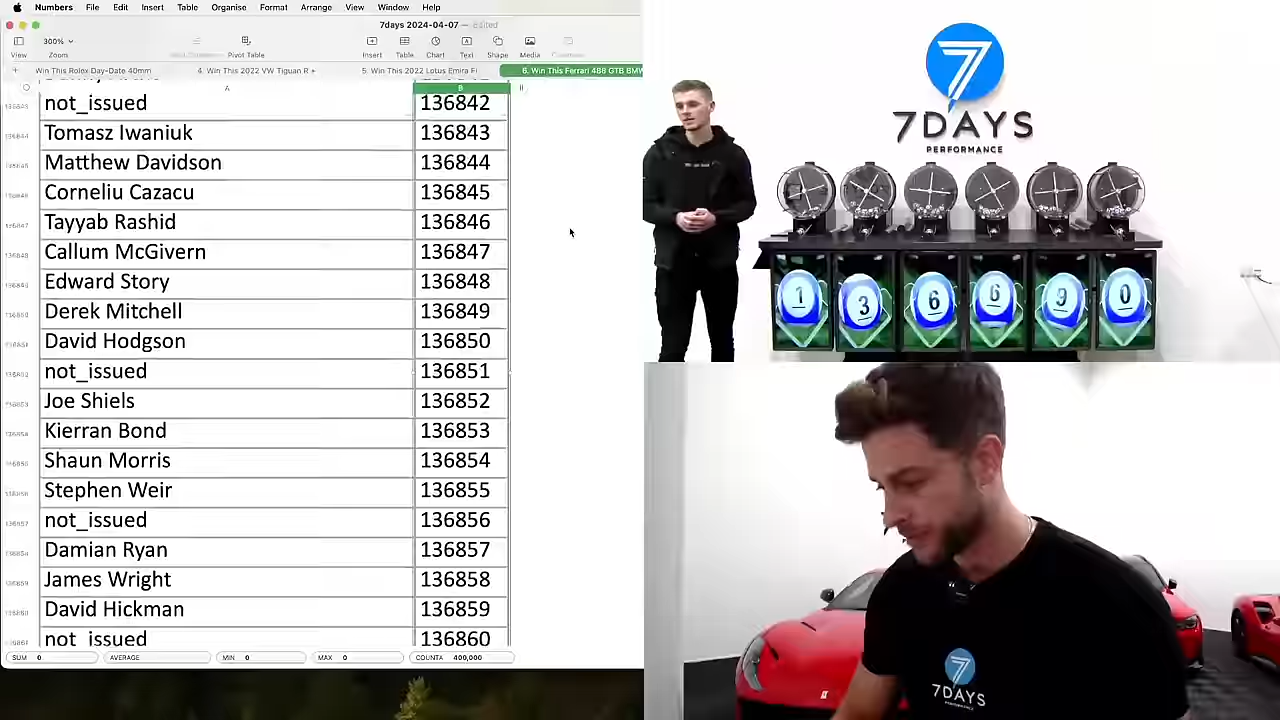 Numbers File Edit Insert Table Organise Format Arrange View Window Help
7days 2024-04-07 — edited
300%
View Zoom Pivot Table Insert Table Chart Text Shape Media
Win This Rolex Day-Date 40mm 4. Win This 2022 VW Tiguan R + 5. Win This 2022 Lotus Emira Fi 6. Win This Ferrari 488 GTB BMW
A B
not_issued 136842
Tomasz Iwaniuk 136843
Matthew Davidson 136844
Corneliu Cazacu 136845
Tayyab Rashid 136846
Callum McGivern 136847
Edward Story 136848
Derek Mitchell 136849
David Hodgson 136850
not_issued 136851
Joe Shiels 136852
Kierran Bond 136853
Shaun Morris 136854
Stephen Weir 136855
not_issued 136856
Damian Ryan 136857
James Wright 136858
David Hickman 136859
not_issued 136860
SUM 0 AVERAGE MIN 0 MAX 0 COUNTA 400,000
7
7DAYS
PERFORMANCE
1 3 6 6 9 0
7
7DAYS
PERFORMANCE